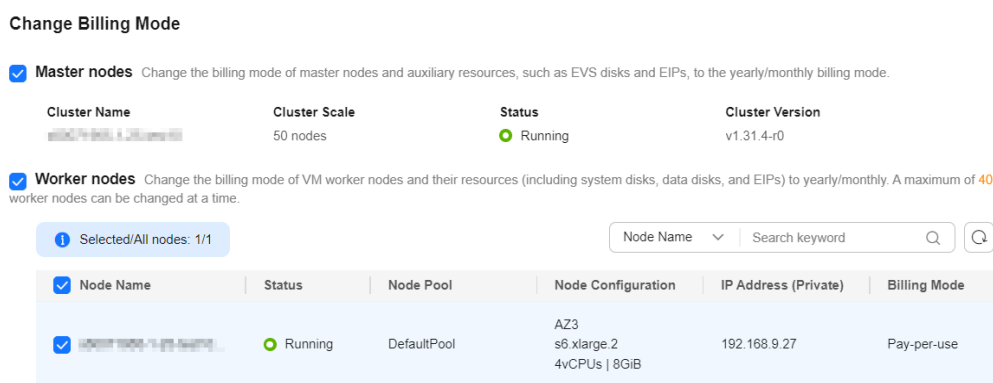 Change Billing Mode
Master nodes Change the billing mode of master nodes and auxiliary resources, such as EVS disks and EIPs, to the yearly/monthly billing mode.
Cluster Name Cluster Scale Status Cluster Version
50 nodes Running v1.31.4-r0
Worker nodes Change the billing mode of VM worker nodes and their resources (including system disks, data disks, and EIPs) to yearly/monthly. A maximum of 40
worker nodes can be changed at a time.
Selected/All nodes: 1/1 Node Name Search keyword
Node Name Status Node Pool Node Configuration IP Address (Private) Billing Mode
AZ3
Running DefaultPool s6.xlarge.2 192.168.9.27 Pay-per-use
4vCPUs | 8GiB